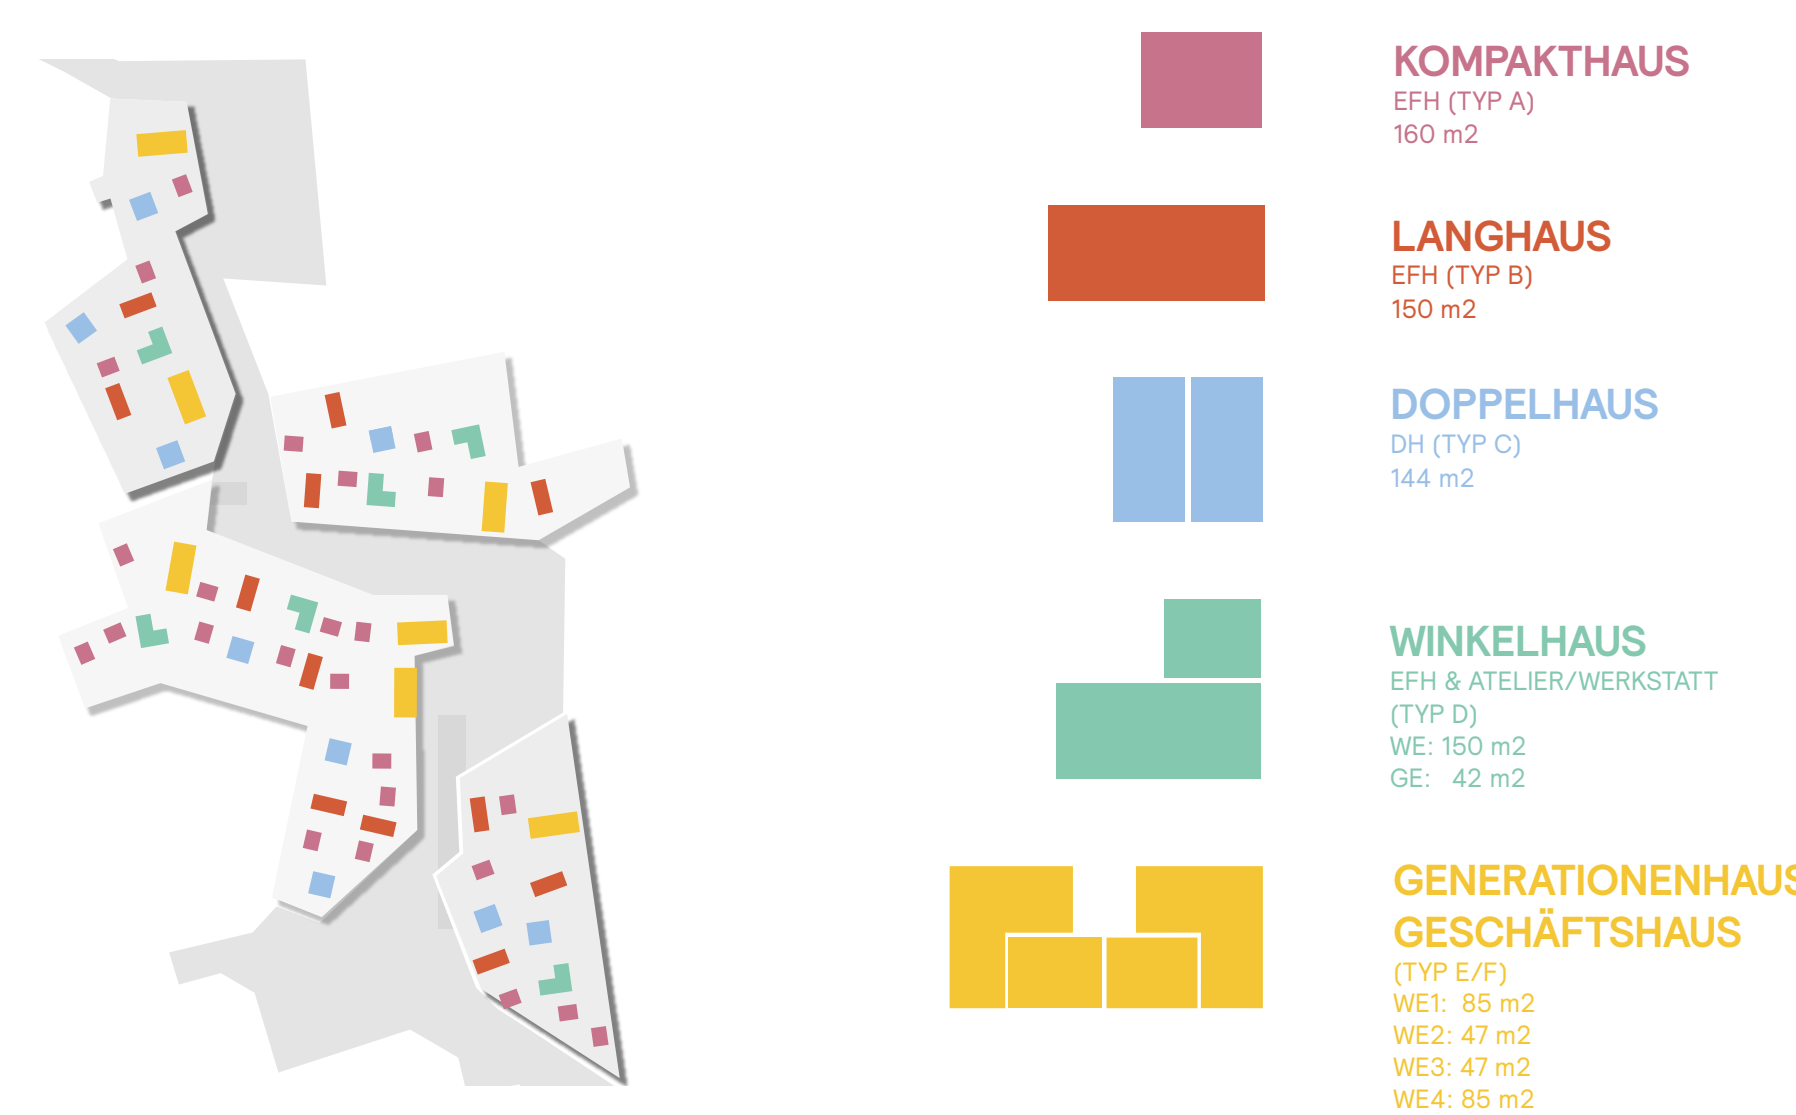 KOMPAKTHAUS
EFH (TYP A)
160 m2
LANGHAUS
EFH (TYP B)
150 m2
DOPPELHAUS
DH (TYP C)
144 m2
WINKELHAUS
EFH & ATELIER/WERKSTATT
(TYP D)
WE: 150 m2
GE: 42 m2
GENERATIONENHAUS
GESCHÄFTSHAUS
(TYP E/F)
WE1: 85 m2
WE2: 47 m2
WE3: 47 m2
WE4: 85 m2